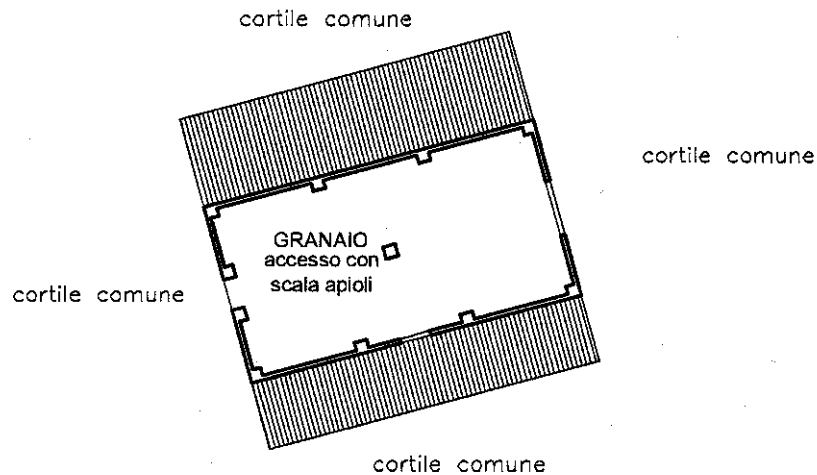 cortile comune
cortile comune
GRANAIO
accesso con
scala apioli
cortile comune
cortile comune